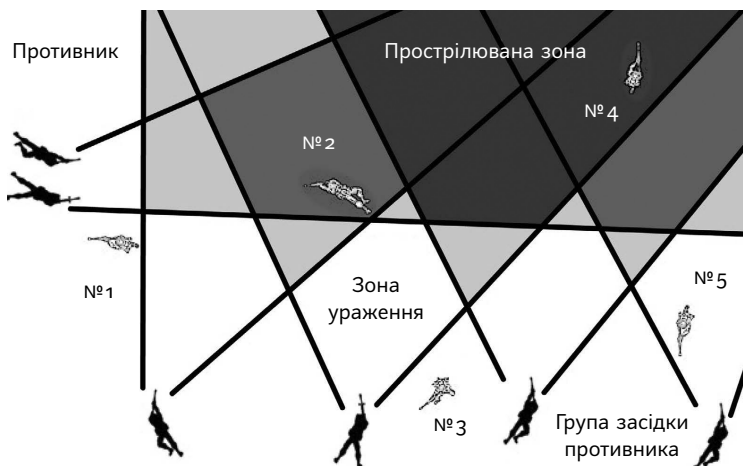 Противник
Прострілювана зона
№4
№2
№1
Зона
ураження
№5
№3
Група засідки
противника